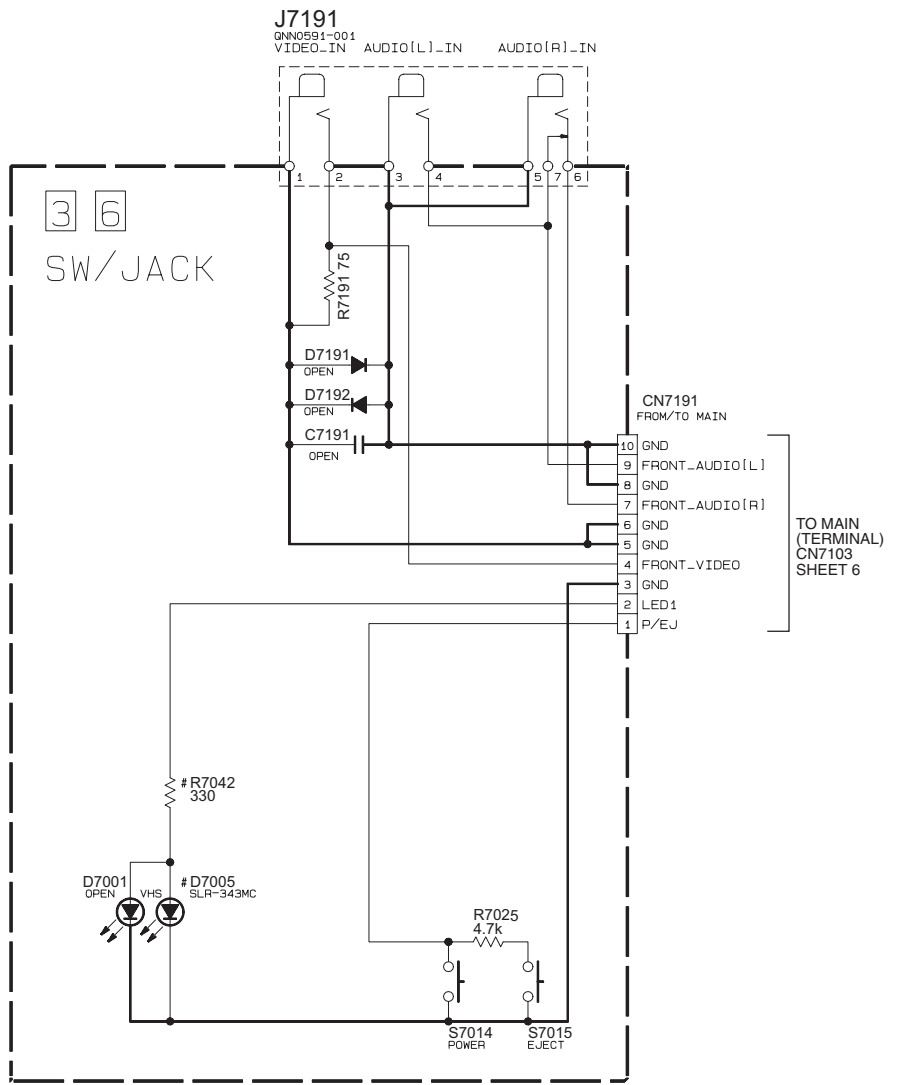 J7191
QNN0591-001
VIDEO_IN AUDIO[L]_IN AUDIO[R]_IN
1 2 3 4 5 7 6
3 6
SW/JACK
R7191 75
D7191
OPEN
D7192
OPEN
C7191
OPEN
CN7191
FROM/TO MAIN
10 GND
9 FRONT_AUDIO[L]
8 GND
7 FRONT_AUDIO[R]
6 GND
5 GND
4 FRONT_VIDEO
3 GND
2 LED1
1 P/EJ
TO MAIN
(TERMINAL)
CN7103
SHEET 6
#R7042
330
D7001
OPEN
VHS
#D7005
SLR-343MC
R7025
4.7k
S7014
POWER
S7015
EJECT